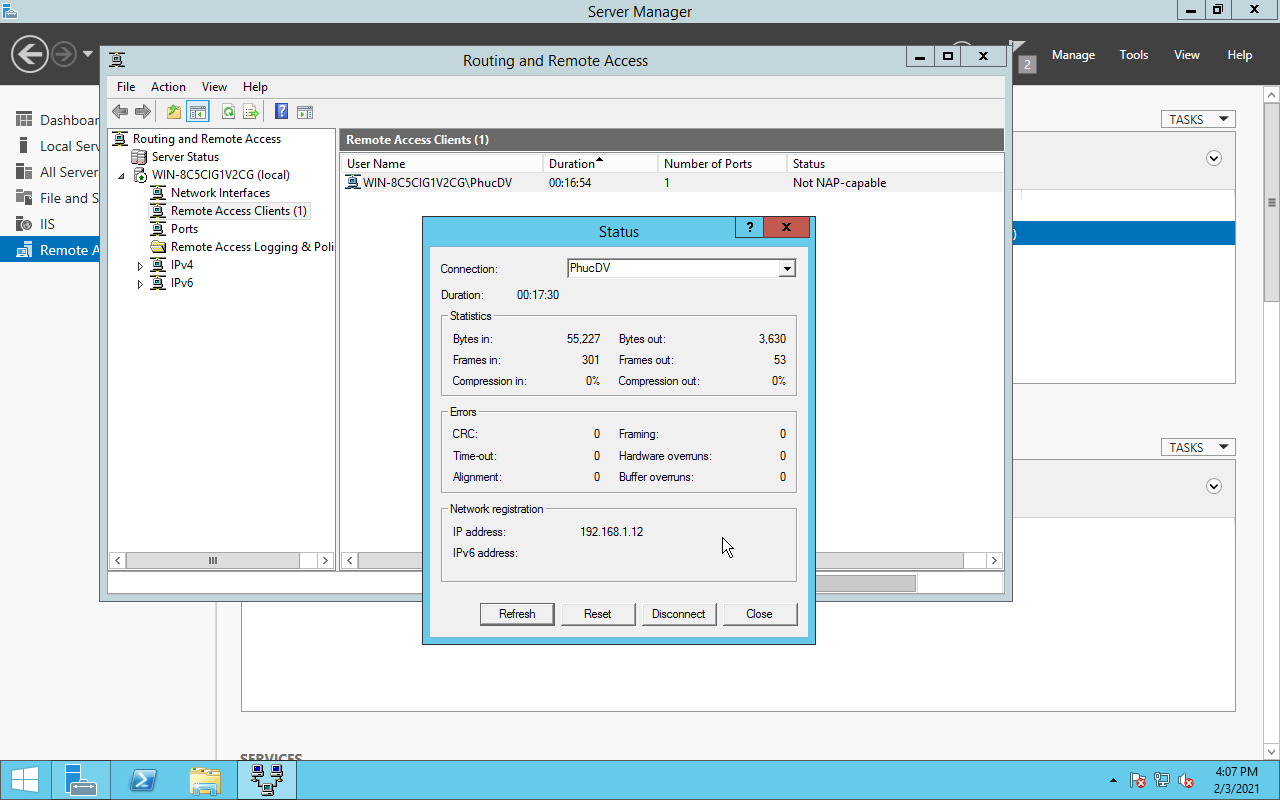 Server Manager
2
Manage
Tools
View
Help
Routing and Remote Access
File
Action
View
Help
Dashboar
Local Serv
All Server
File and S
IIS
Remote A
Routing and Remote Access
Server Status
WIN-8C5CIG1V2CG (local)
Network Interfaces
Remote Access Clients (1)
Ports
Remote Access Logging & Poli
IPv4
IPv6
Remote Access Clients (1)
User Name
Duration
Number of Ports
Status
WIN-8C5CIG1V2CG\PhucDV
00:16:54
1
Not NAP-capable
TASKS
)
TASKS
Status
?
Connection:
PhucDV
Duration: 00:17:30
Statistics
Bytes in: 55,227 Bytes out: 3,630
Frames in: 301 Frames out: 53
Compression in: 0% Compression out: 0%
Errors
CRC: 0 Framing: 0
Time-out: 0 Hardware overruns: 0
Alignment: 0 Buffer overruns: 0
Network registration
IP address: 192.168.1.12
IPv6 address:
Refresh
Reset
Disconnect
Close
SERVICES
4:07 PM
2/3/2021